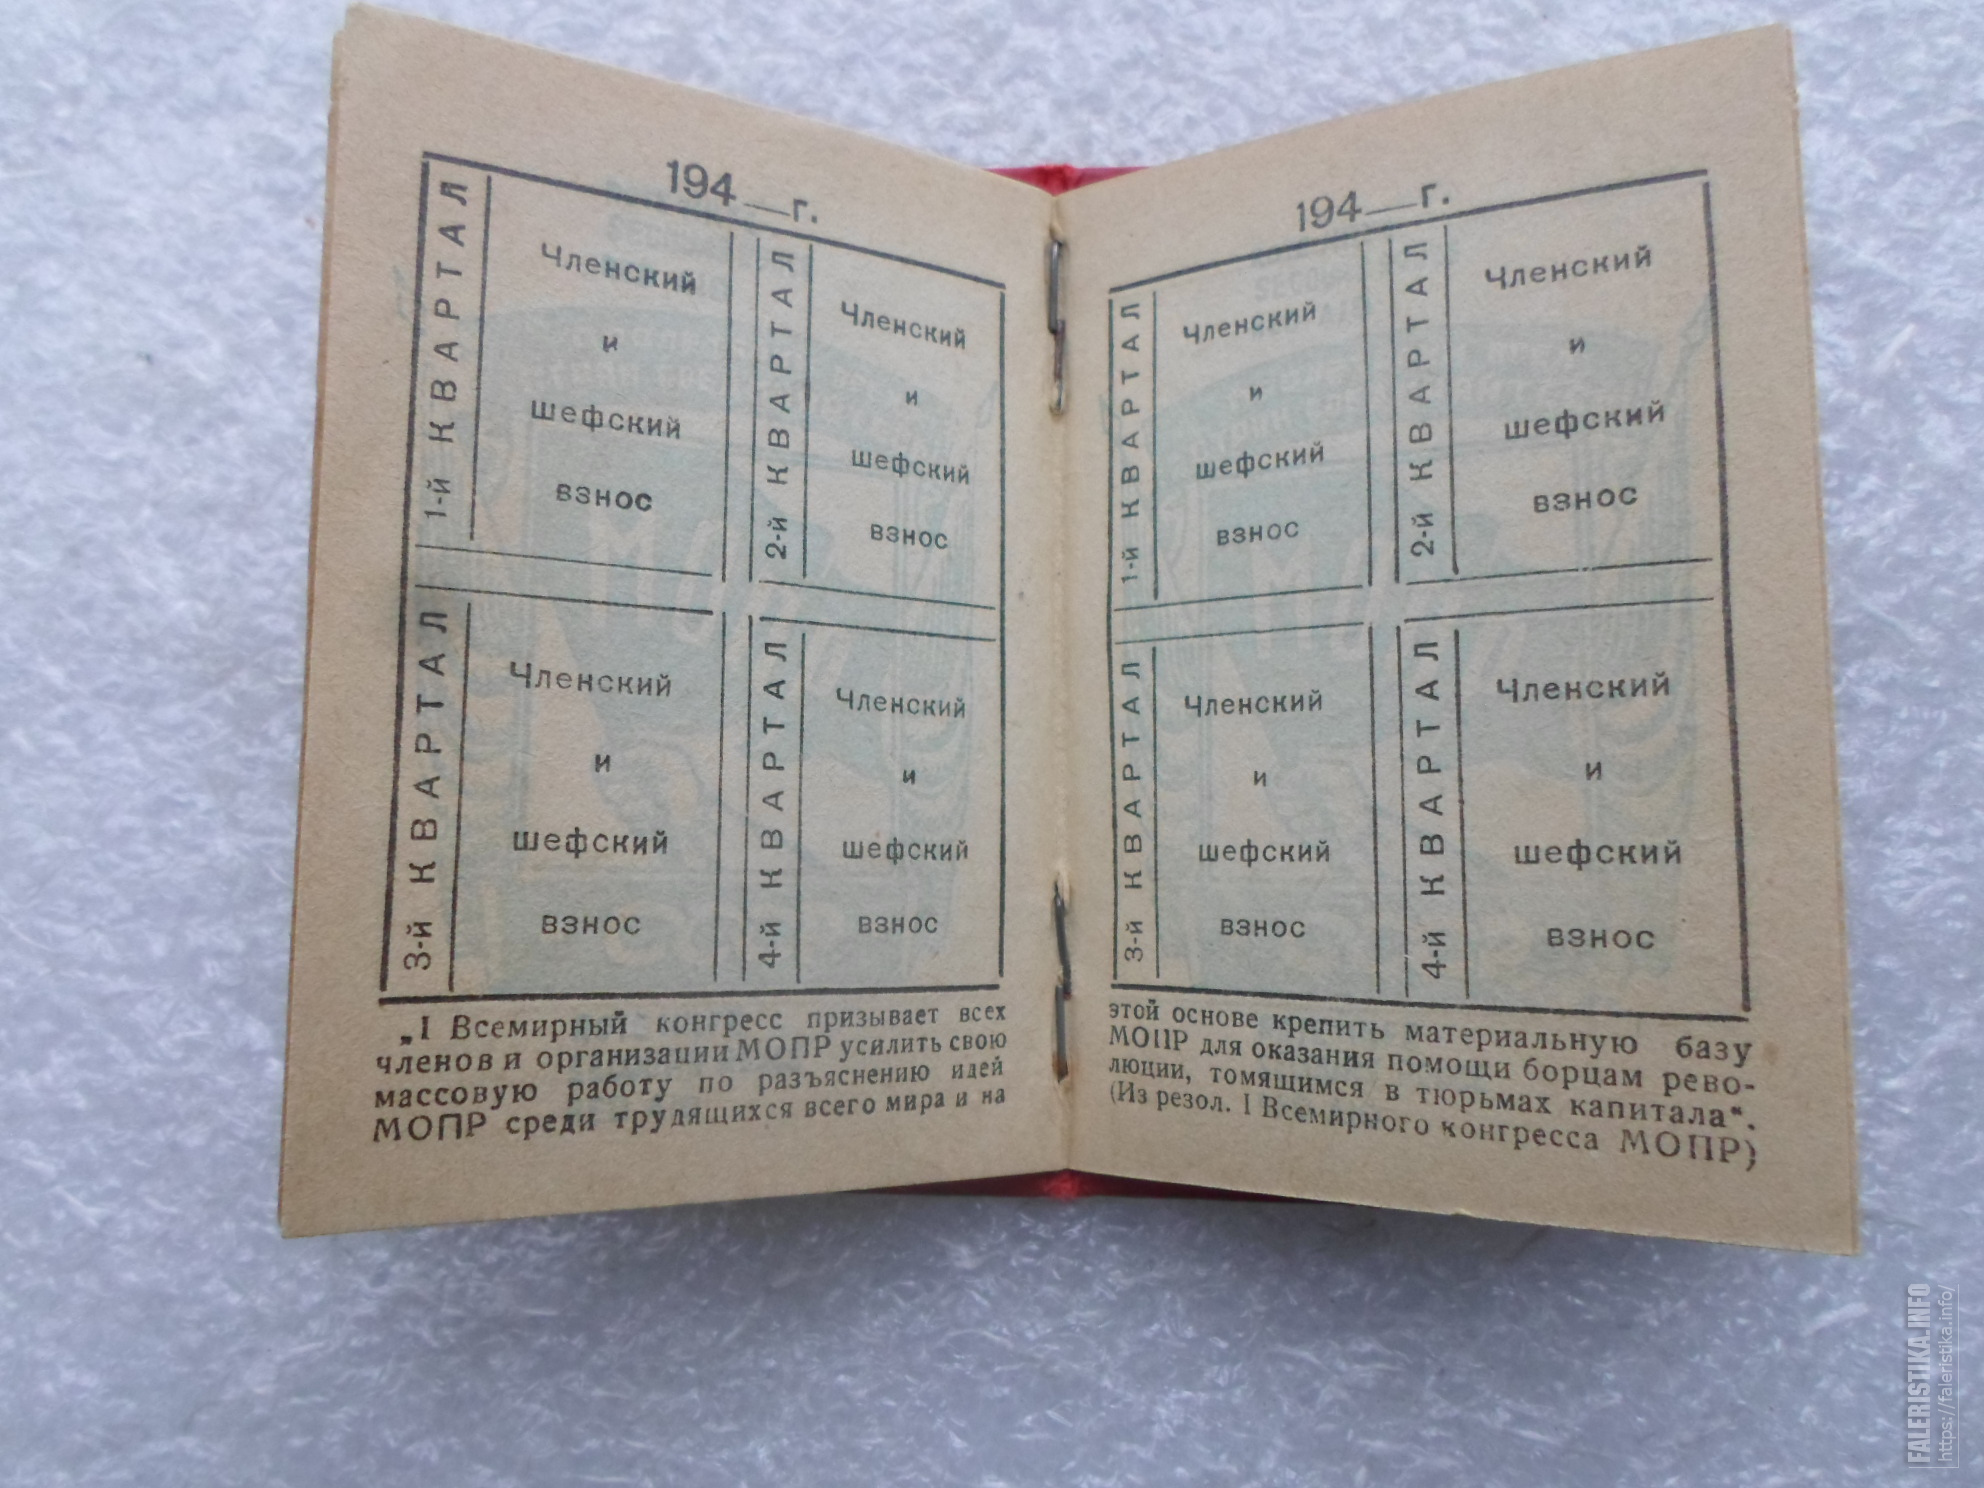 194 — г.
1-й КВАРТАЛ
Членский
и
шефский
взнос
2-й КВАРТАЛ
Членский
и
шефский
взнос
3-й КВАРТАЛ
Членский
и
шефский
взнос
4-й КВАРТАЛ
Членский
и
шефский
взнос
„I Всемирный конгресс призывает всех
членов и организации МОПР усилить свою
массовую работу по разъяснению идей
МОПР среди трудящихся всего мира и на
194 — г.
1-й КВАРТАЛ
Членский
и
шефский
взнос
2-й КВАРТАЛ
Членский
и
шефский
взнос
3-й КВАРТАЛ
Членский
и
шефский
взнос
4-й КВАРТАЛ
Членский
и
шефский
взнос
этой основе крепить материальную базу
МОПР для оказания помощи борцам рево-
люции, томящимся в тюрьмах капитала“.
(Из резол. I Всемирного конгресса МОПР)
FALERISTIKA.INFO
https://faleristika.info/